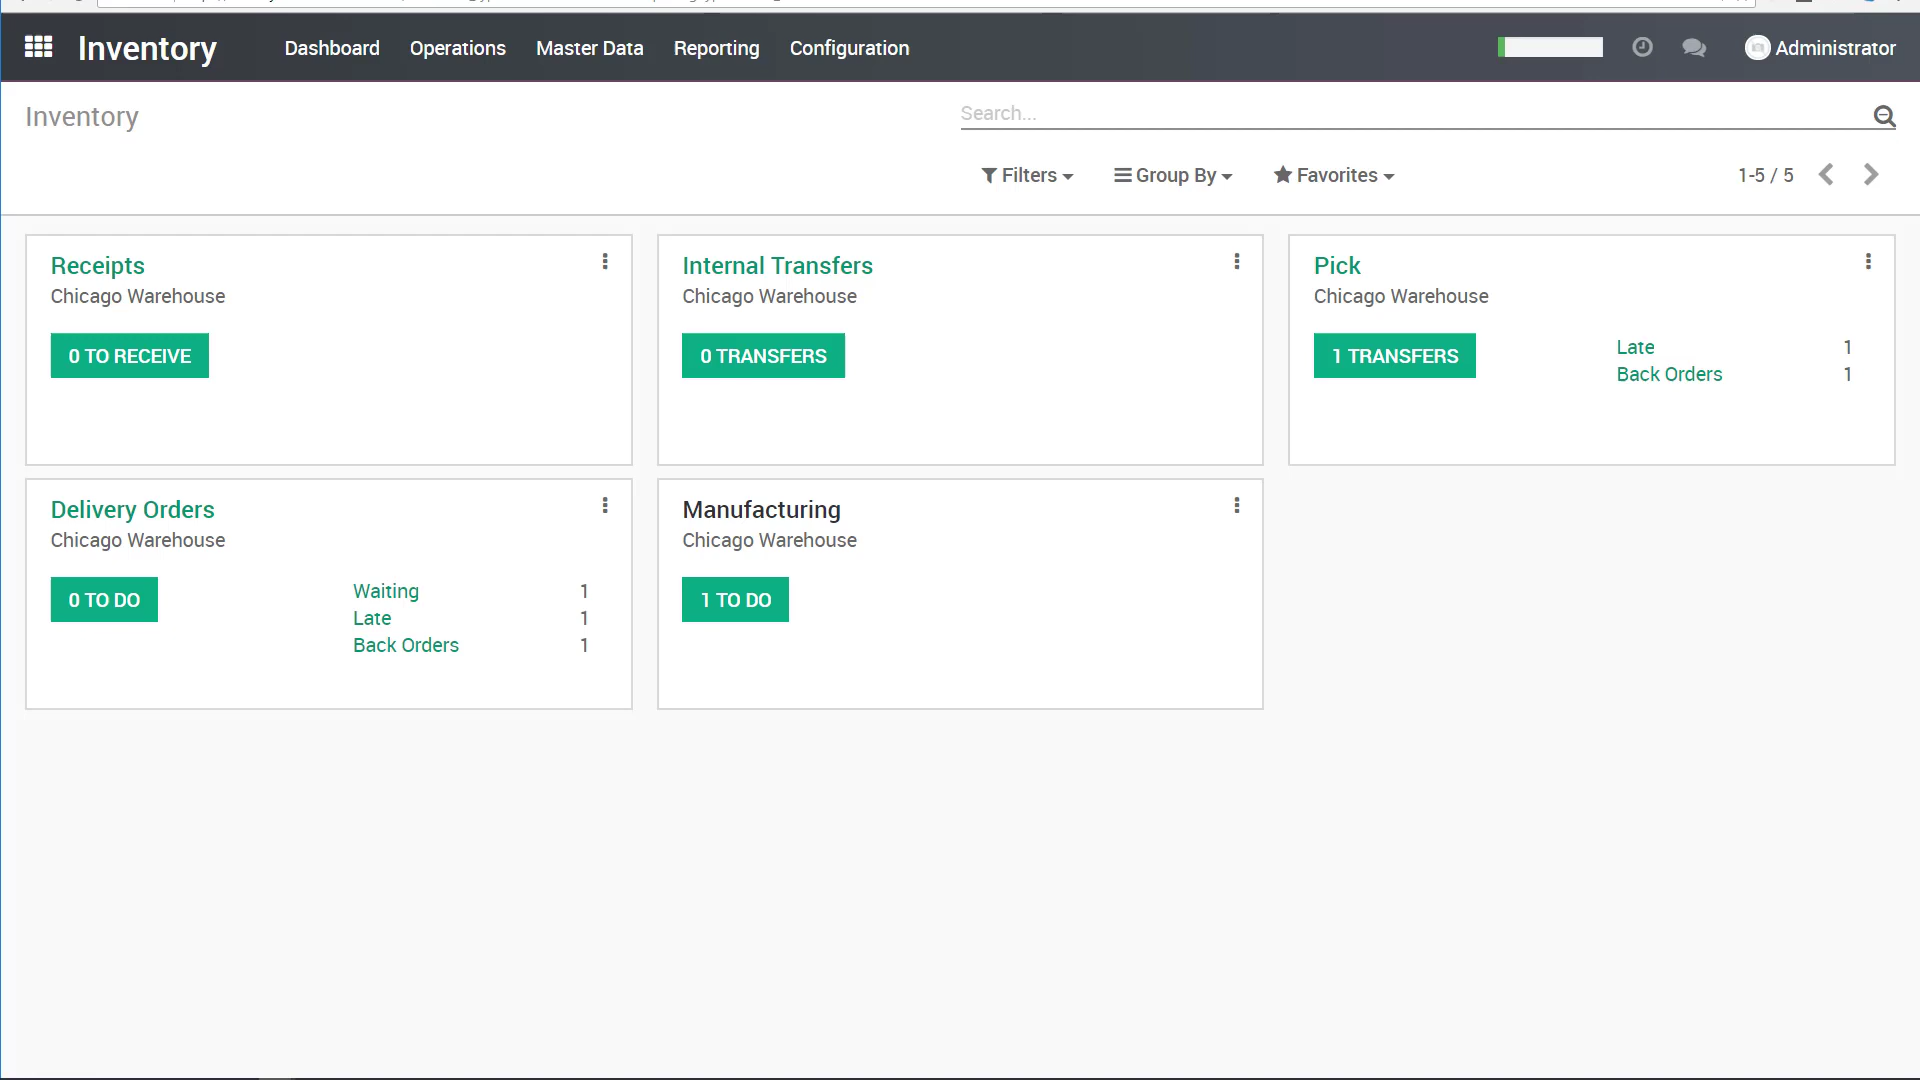 Inventory Dashboard Operations Master Data Reporting Configuration Administrator
Inventory
Search...
Filters Group By Favorites 1-5 / 5
Receipts
Chicago Warehouse
0 TO RECEIVE
Internal Transfers
Chicago Warehouse
0 TRANSFERS
Pick
Chicago Warehouse
1 TRANSFERS
Late 1
Back Orders 1
Delivery Orders
Chicago Warehouse
0 TO DO
Waiting 1
Late 1
Back Orders 1
Manufacturing
Chicago Warehouse
1 TO DO